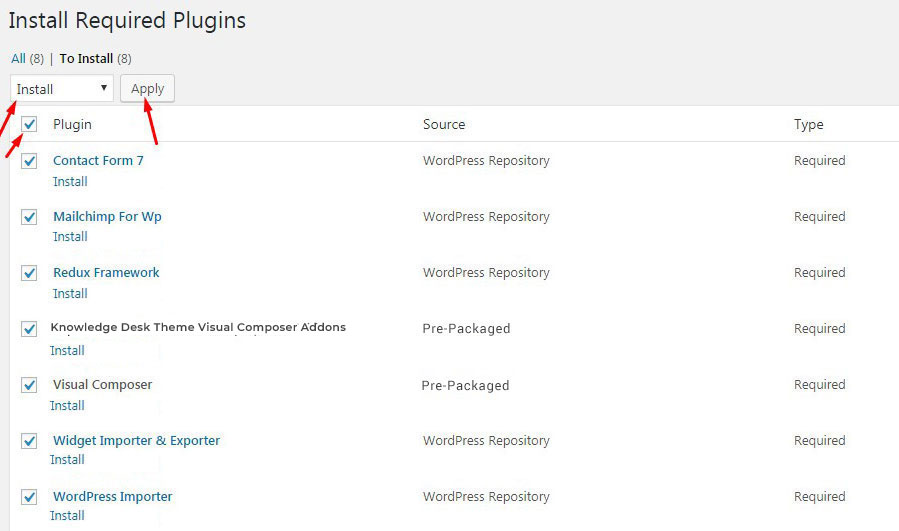 Install Required Plugins
All (8) | To Install (8)
Install Apply
Plugin Source Type
Contact Form 7 WordPress Repository Required
Install
Mailchimp For Wp WordPress Repository Required
Install
Redux Framework WordPress Repository Required
Install
Knowledge Desk Theme Visual Composer Addons Pre-Packaged Required
Install
Visual Composer Pre-Packaged Required
Install
Widget Importer & Exporter WordPress Repository Required
Install
WordPress Importer WordPress Repository Required
Install